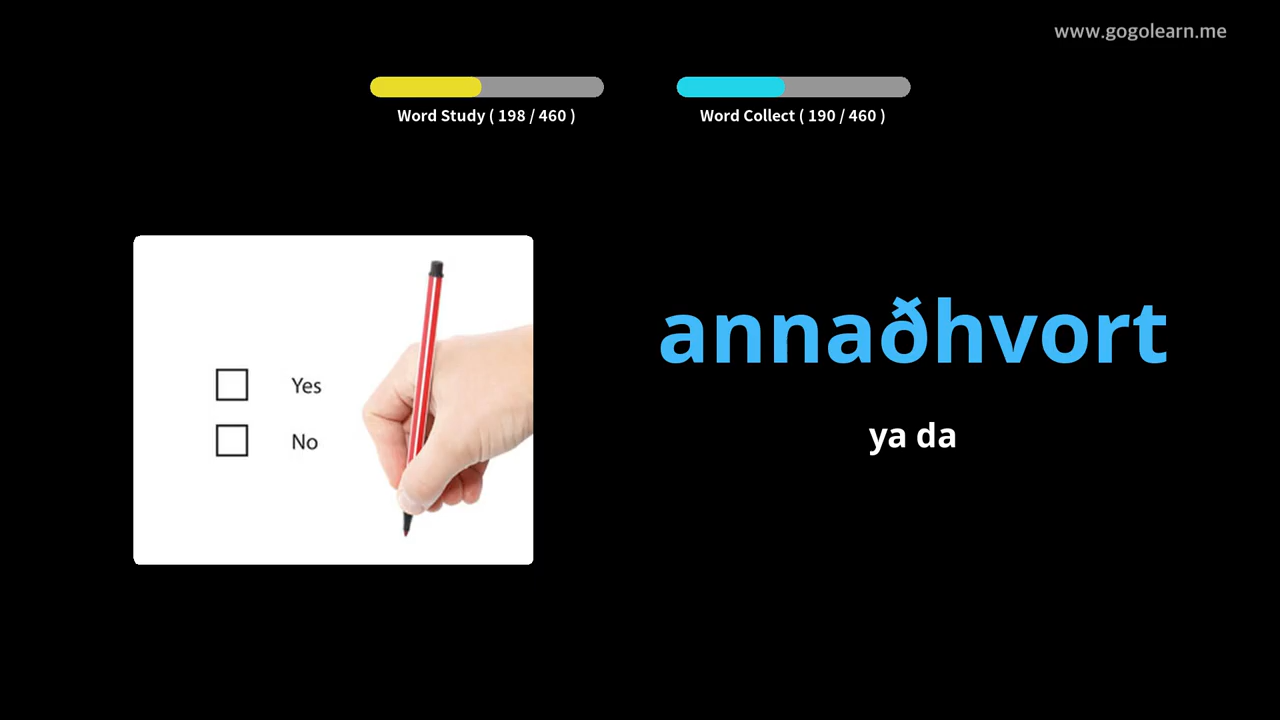 www.gogolearn.me
Word Study ( 198 / 460 )
Word Collect ( 190 / 460 )
Yes
No
annaðhvort
ya da